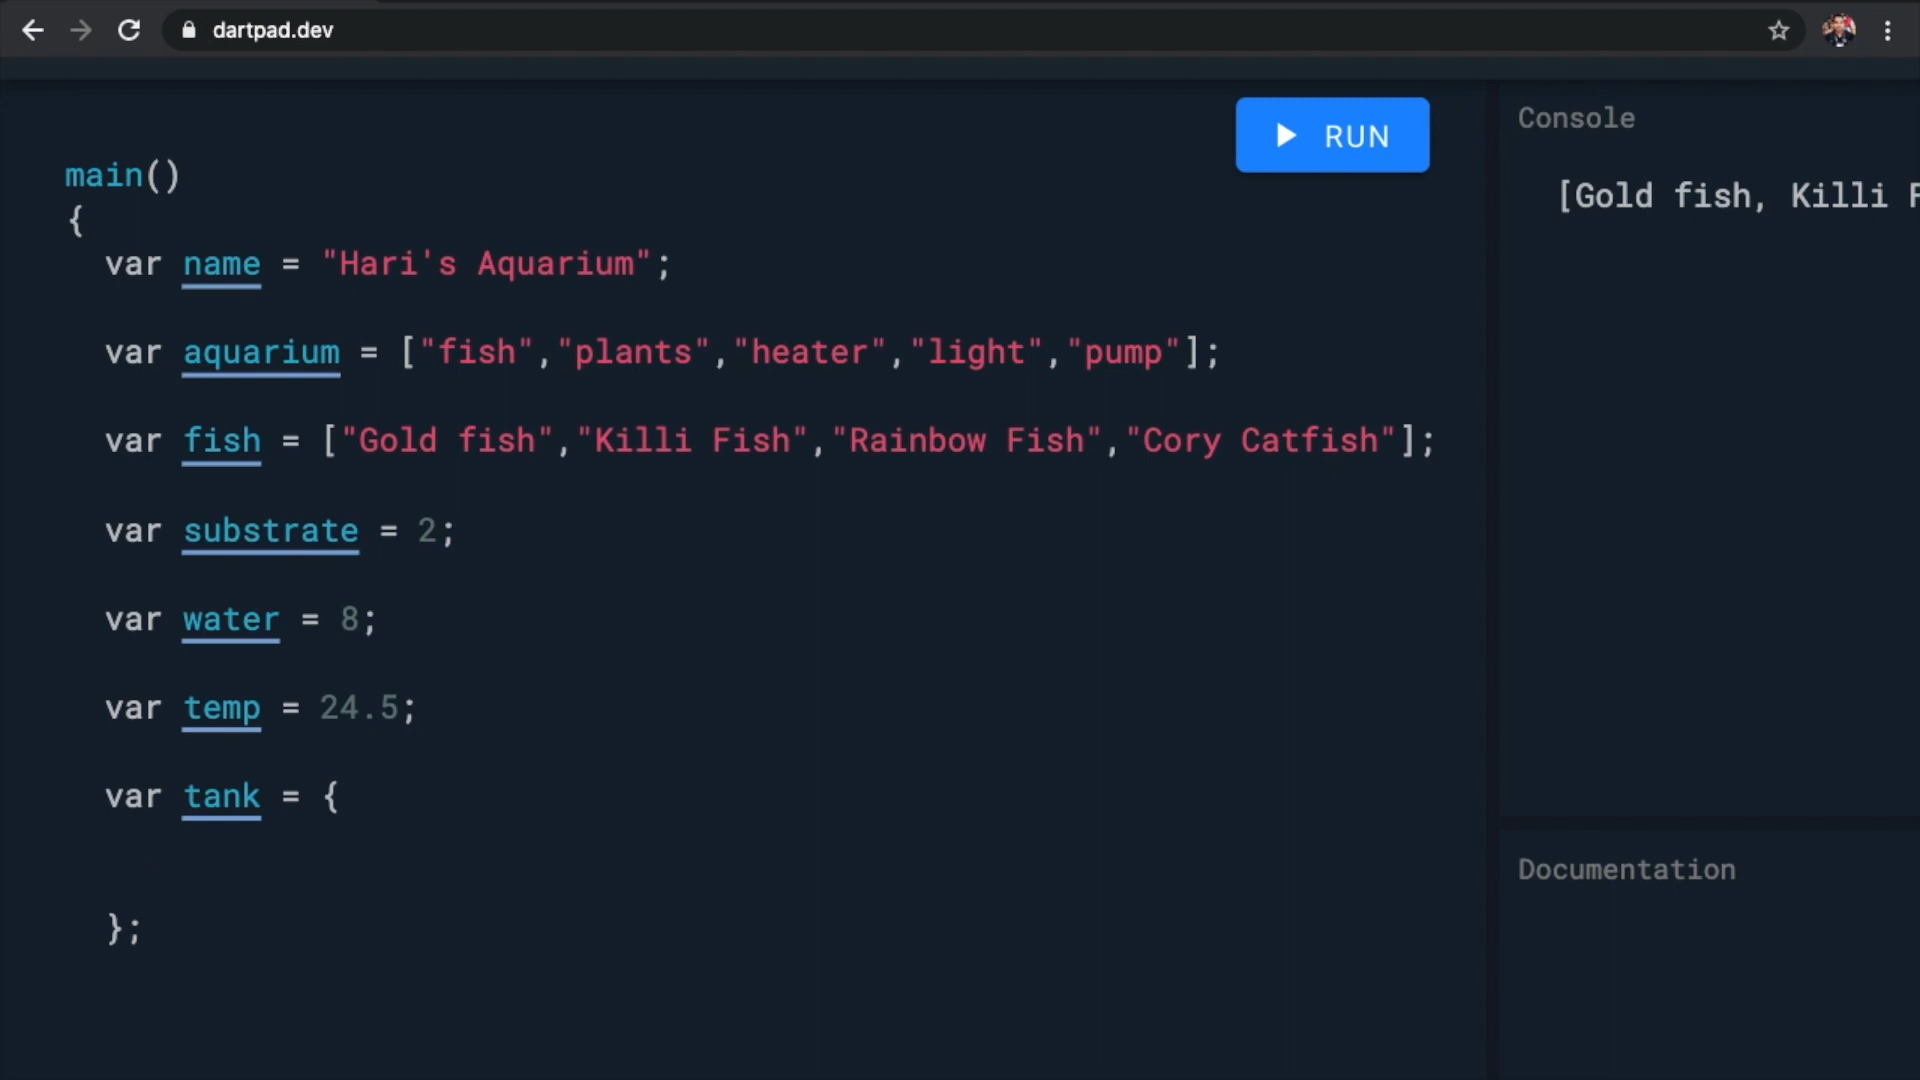 dartpad.dev
RUN
Console
[Gold fish, Killi F
main()
{
var name = "Hari's Aquarium";
var aquarium = ["fish","plants","heater","light","pump"];
var fish = ["Gold fish","Killi Fish","Rainbow Fish","Cory Catfish"];
var substrate = 2;
var water = 8;
var temp = 24.5;
var tank = {
};
Documentation